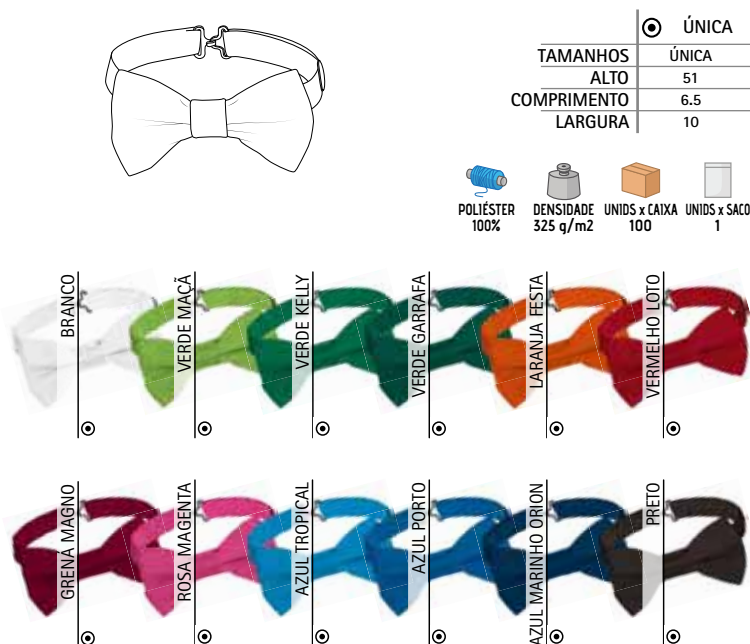 ÚNICA
TAMANHOS ÚNICA
ALTO 51
COMPRIMENTO 6.5
LARGURA 10
POLIÉSTER
100%
DENSIDADE
325 g/m2
UNIDS x CAIXA
100
UNIDS x SACO
1
BRANCO
VERDE MAÇÃ
VERDE KELLY
VERDE GARRAFA
LARANJA FESTA
VERMELHO LOTO
GRENA MAGNO
ROSA MAGENTA
AZUL TROPICAL
AZUL PORTO
AZUL MARINHO ORION
PRETO